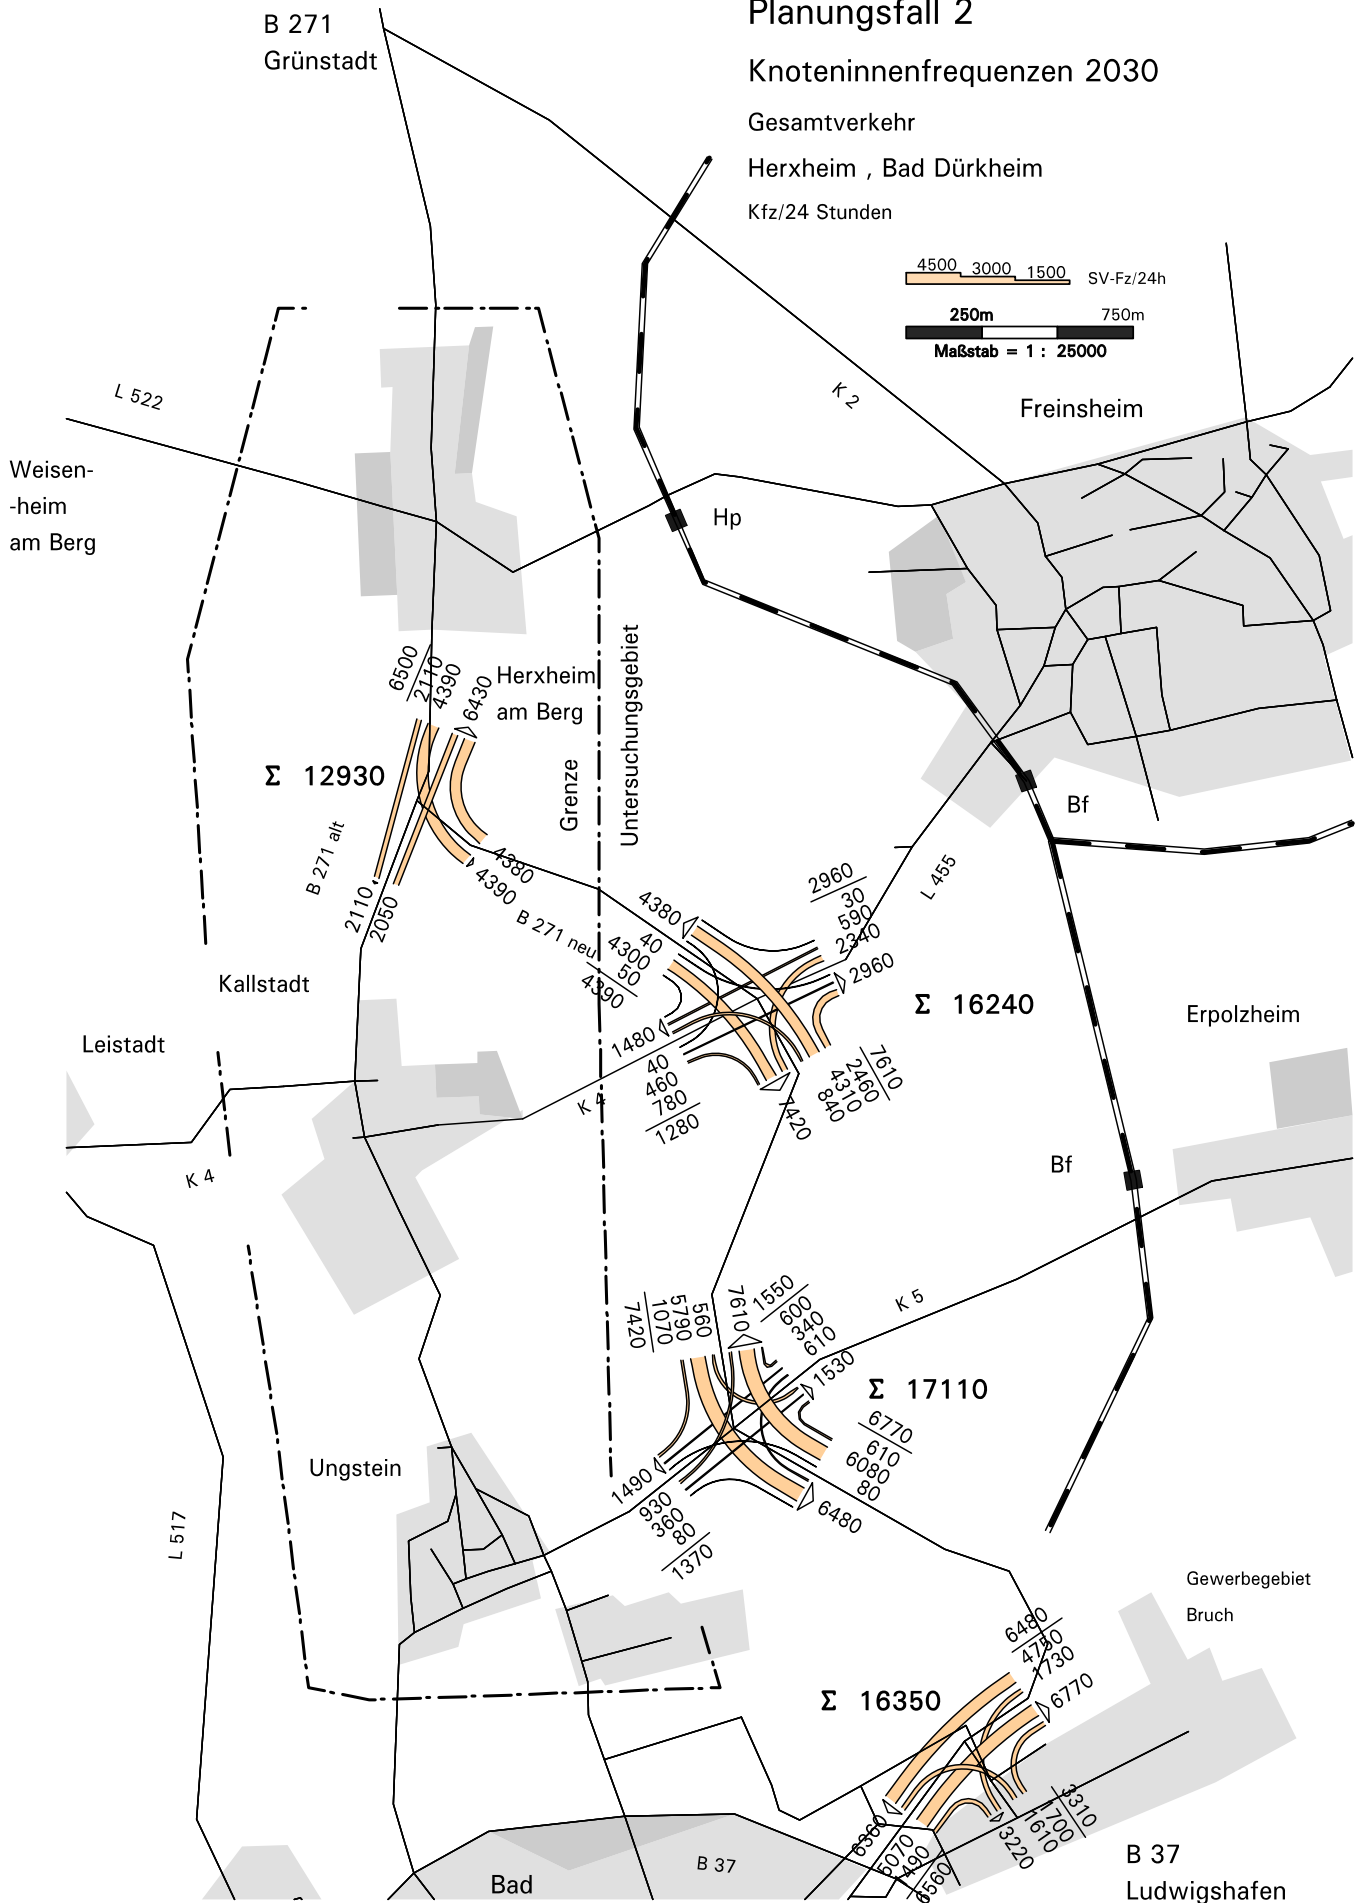 Planungsfall 2
Knoteninnenfrequenzen 2030
Gesamtverkehr
Herxheim , Bad Dürkheim
Kfz/24 Stunden
B 271
Grünstadt
4500 3000 1500 SV-Fz/24h
250m 750m
Maßstab = 1 : 25000
L 522
K 2
Freinsheim
Weisen-
-heim
am Berg
Hp
Grenze
Untersuchungsgebiet
Herxheim
am Berg
6500
2110
4390
6430
Σ 12930
B 271 alt
2110
2050
4380
4390
B 271 neu
Bf
L 455
4380
40
4300
50
4390
2960
30
590
2340
2960
Σ 16240
1480
40
460
780
1280
7610
2460
4310
840
7420
Kallstadt
Leistadt
K 4
K 4
Erpolzheim
Bf
K 5
7420
1070
5790
560
7610
1550
600
340
610
1530
Σ 17110
6770
610
6080
80
6480
1490
930
360
80
1370
Ungstein
L 517
Gewerbegebiet
Bruch
6480
4750
1730
6770
Σ 16350
6360
5070
1490
6560
3310
1700
1610
3220
B 37
B 37
Ludwigshafen
Bad